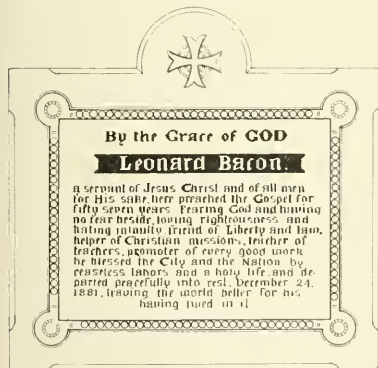 By the Grace of GOD
Leonard Bacon.
a servant of Jesus Christ and of all men
for His sake, here preached the Gospel for
fifty seven years. Fearing God and having
no fear beside, loving righteousness and
hating iniquity, friend of Liberty and law,
helper of Christian missions, teacher of
teachers, promoter of every good work
he blessed the City and the Nation by
ceaseless labors and a holy life, and de-
parted peacefully into rest, December 24,
1881, leaving the world better for his
having lived in it